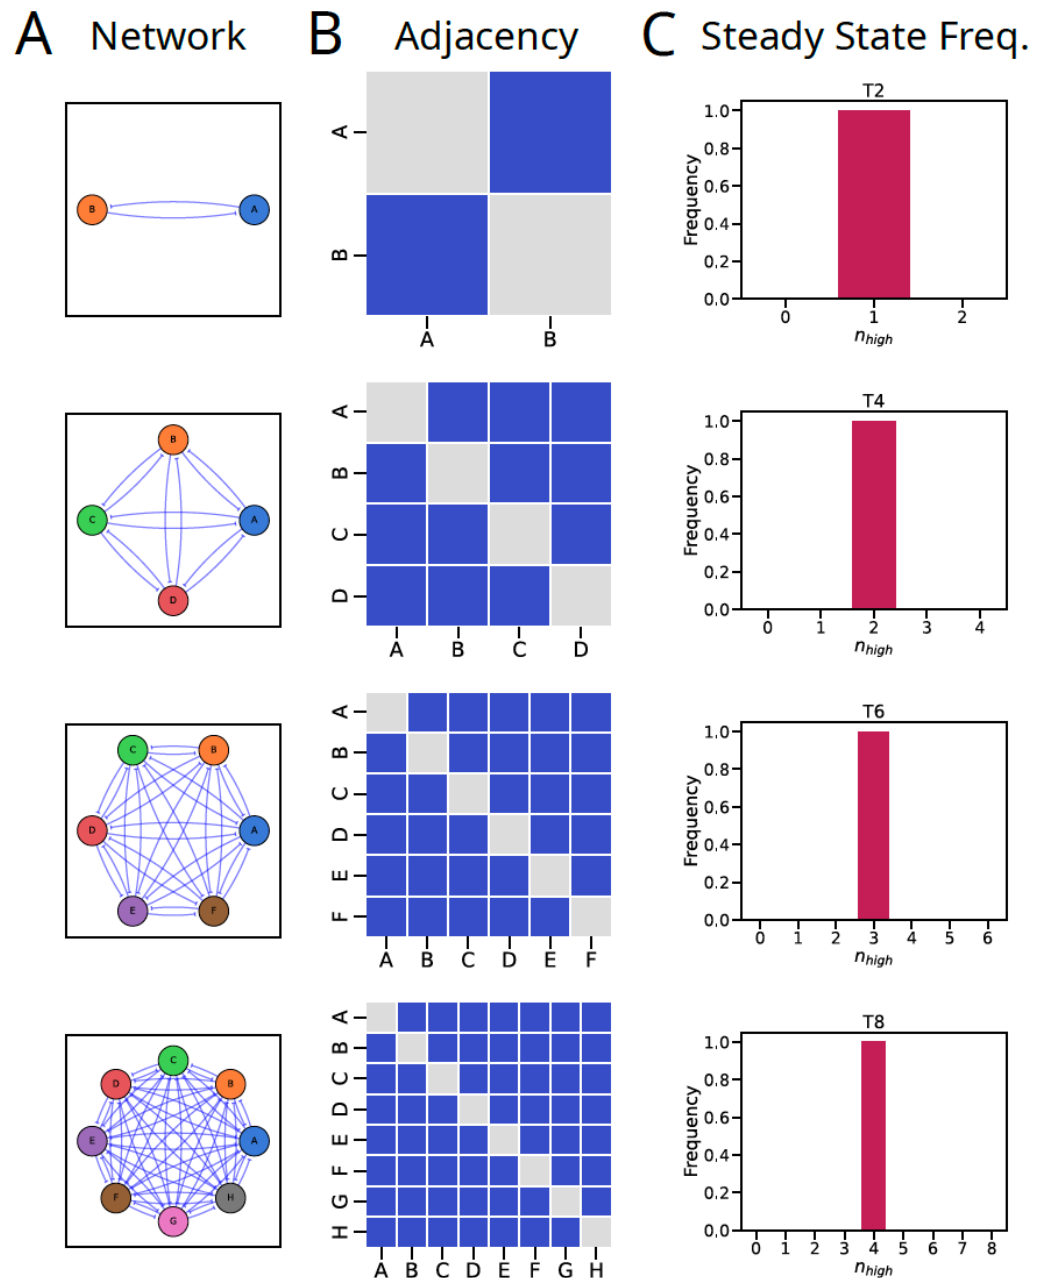 A Network B Adjacency C Steady State Freq.
B A
A
B
A B
T2
Frequency
1.0
0.8
0.6
0.4
0.2
0.0
0 1 2
n_high
B
C A
D
A
B
C
D
A B C D
T4
Frequency
1.0
0.8
0.6
0.4
0.2
0.0
0 1 2 3 4
n_high
C B
D A
E F
A
B
C
D
E
F
A B C D E F
T6
Frequency
1.0
0.8
0.6
0.4
0.2
0.0
0 1 2 3 4 5 6
n_high
C
D B
E A
F H
G
A
B
C
D
E
F
G
H
A B C D E F G H
T8
Frequency
1.0
0.8
0.6
0.4
0.2
0.0
0 1 2 3 4 5 6 7 8
n_high